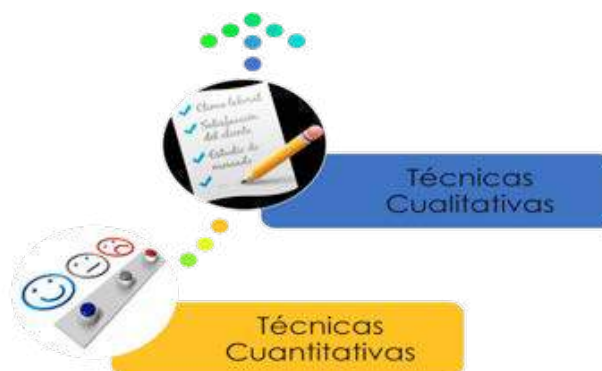 Clima laboral
Satisfacción
del cliente
Estudio de
mercado
Técnicas
Cualitativas
Técnicas
Cuantitativas